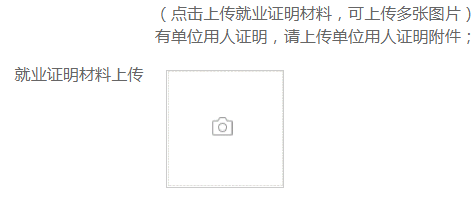 （点击上传就业证明材料，可上传多张图片）
有单位用人证明，请上传单位用人证明附件；
就业证明材料上传